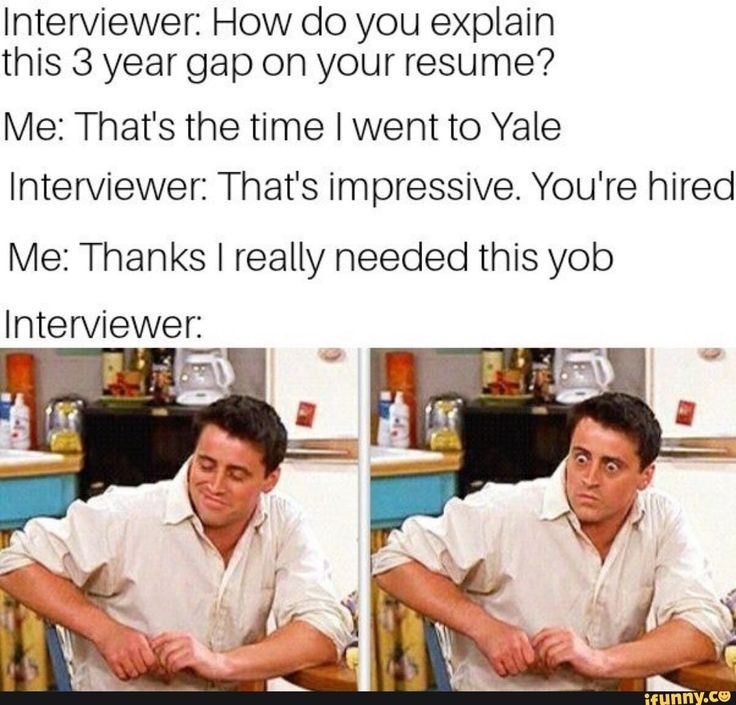 Interviewer: How do you explain
this 3 year gap on your resume?
Me: That's the time I went to Yale
Interviewer: That's impressive. You're hired
Me: Thanks I really needed this yob
Interviewer:
ifunny.co